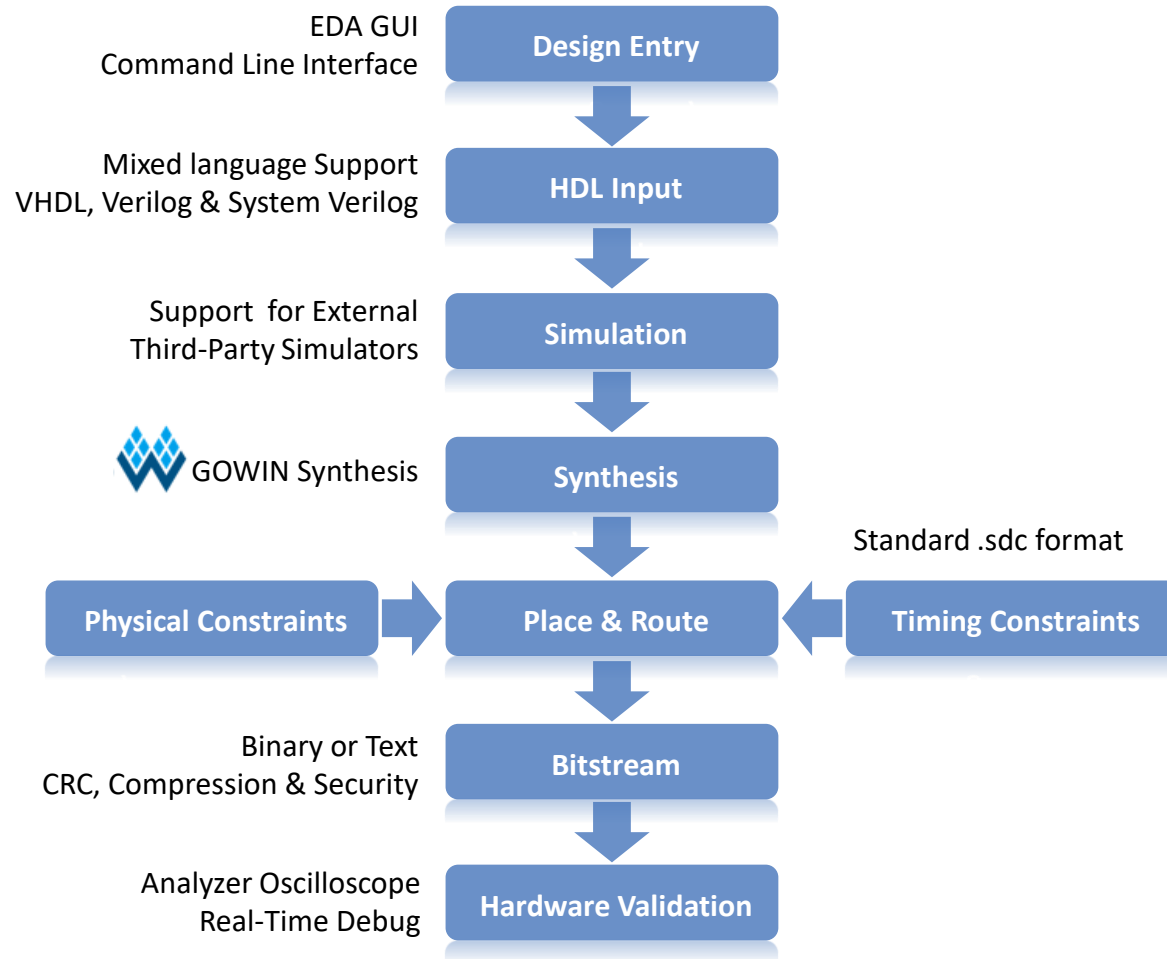 EDA GUI
Command Line Interface
Design Entry
Mixed language Support
VHDL, Verilog & System Verilog
HDL Input
Support for External
Third-Party Simulators
Simulation
GOWIN Synthesis
Synthesis
Standard .sdc format
Physical Constraints
Place & Route
Timing Constraints
Binary or Text
CRC, Compression & Security
Bitstream
Analyzer Oscilloscope
Real-Time Debug
Hardware Validation